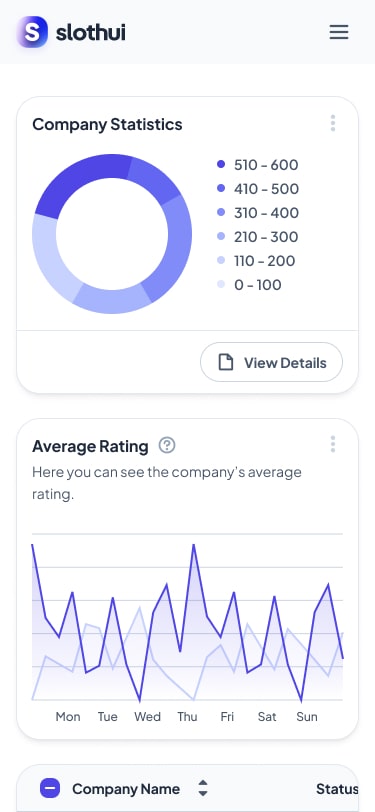 S slothui
Company Statistics
510 - 600
410 - 500
310 - 400
210 - 300
110 - 200
0 - 100
View Details
Average Rating
Here you can see the company's average
rating.
Mon Tue Wed Thu Fri Sat Sun
Company Name Status